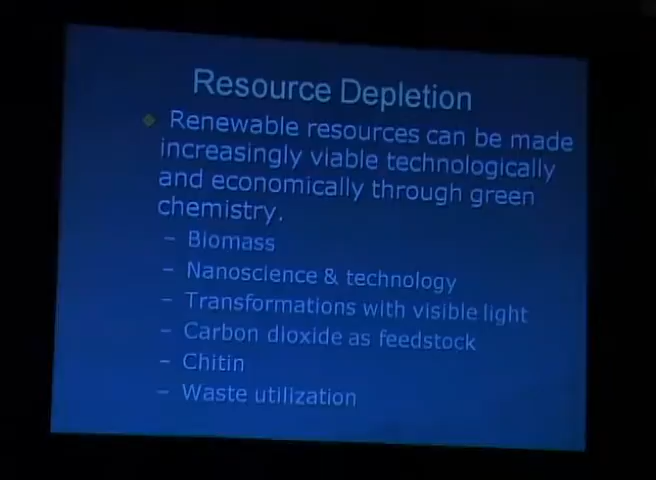 Resource Depletion
Renewable resources can be made
increasingly viable technologically
and economically through green
chemistry.
– Biomass
– Nanoscience & technology
– Transformations with visible light
– Carbon dioxide as feedstock
– Chitin
– Waste utilization